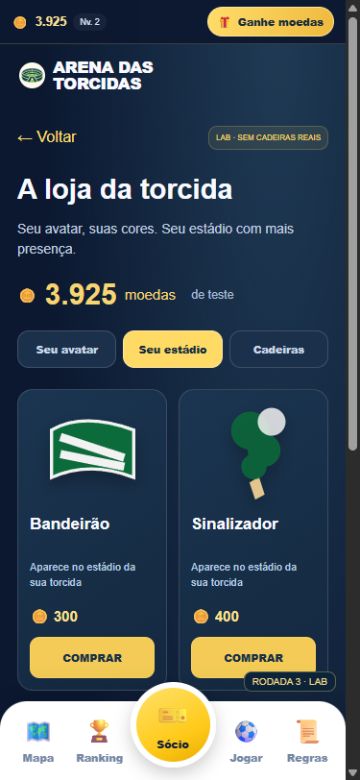 3.925 Nv. 2 Ganhe moedas
ARENA DAS
TORCIDAS
← Voltar LAB · SEM CADEIRAS REAIS
A loja da torcida
Seu avatar, suas cores. Seu estádio com mais
presença.
3.925 moedas de teste
Seu avatar Seu estádio Cadeiras
Bandeirão Sinalizador
Aparece no estádio da Aparece no estádio da
sua torcida sua torcida
300 400
COMPRAR COMPRAR
RODADA 3 · LAB
Mapa Ranking Sócio Jogar Regras